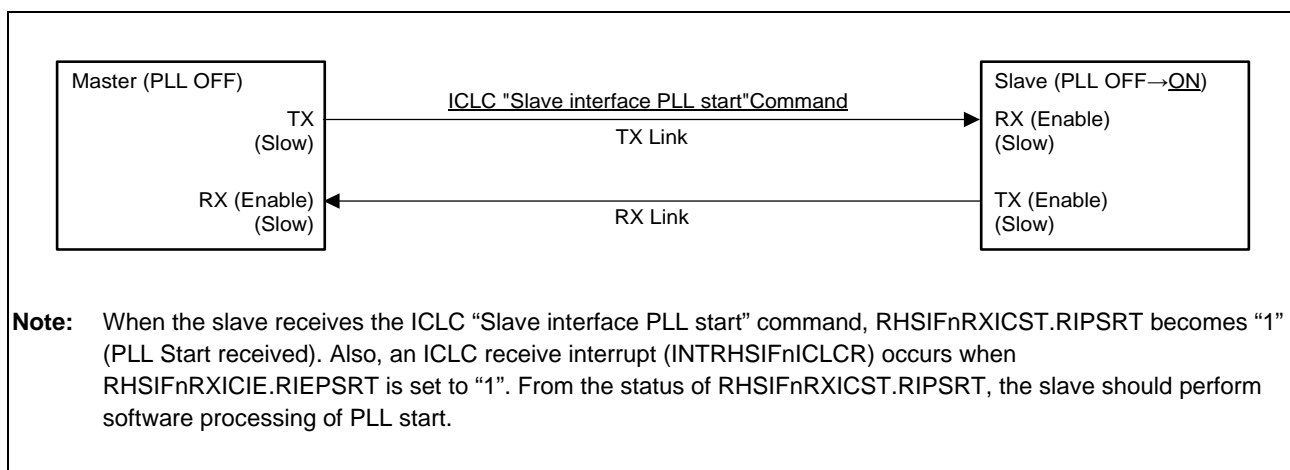 Master (PLL OFF)
TX
(Slow)
RX (Enable)
(Slow)
ICLC "Slave interface PLL start"Command
TX Link
RX Link
Slave (PLL OFF→ON)
RX (Enable)
(Slow)
TX (Enable)
(Slow)
Note: When the slave receives the ICLC “Slave interface PLL start” command, RHSIFnRXICST.RIPSRT becomes “1”
(PLL Start received). Also, an ICLC receive interrupt (INTRHSIFnICLCR) occurs when
RHSIFnRXICIE.RIEPSRT is set to “1”. From the status of RHSIFnRXICST.RIPSRT, the slave should perform
software processing of PLL start.